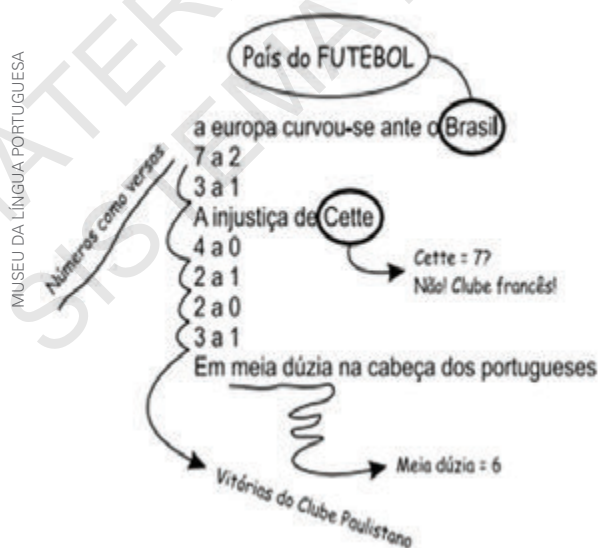 MUSEU DA LÍNGUA PORTUGUESA
País do FUTEBOL
a europa curvou-se ante o Brasil
7 a 2
3 a 1
A injustiça de Cette
4 a 0
2 a 1
2 a 0
3 a 1
Em meia dúzia na cabeça dos portugueses
Números como versos
Cette = 7?
Não! Clube francês!
Meia dúzia = 6
Vitórias do Clube Paulistano